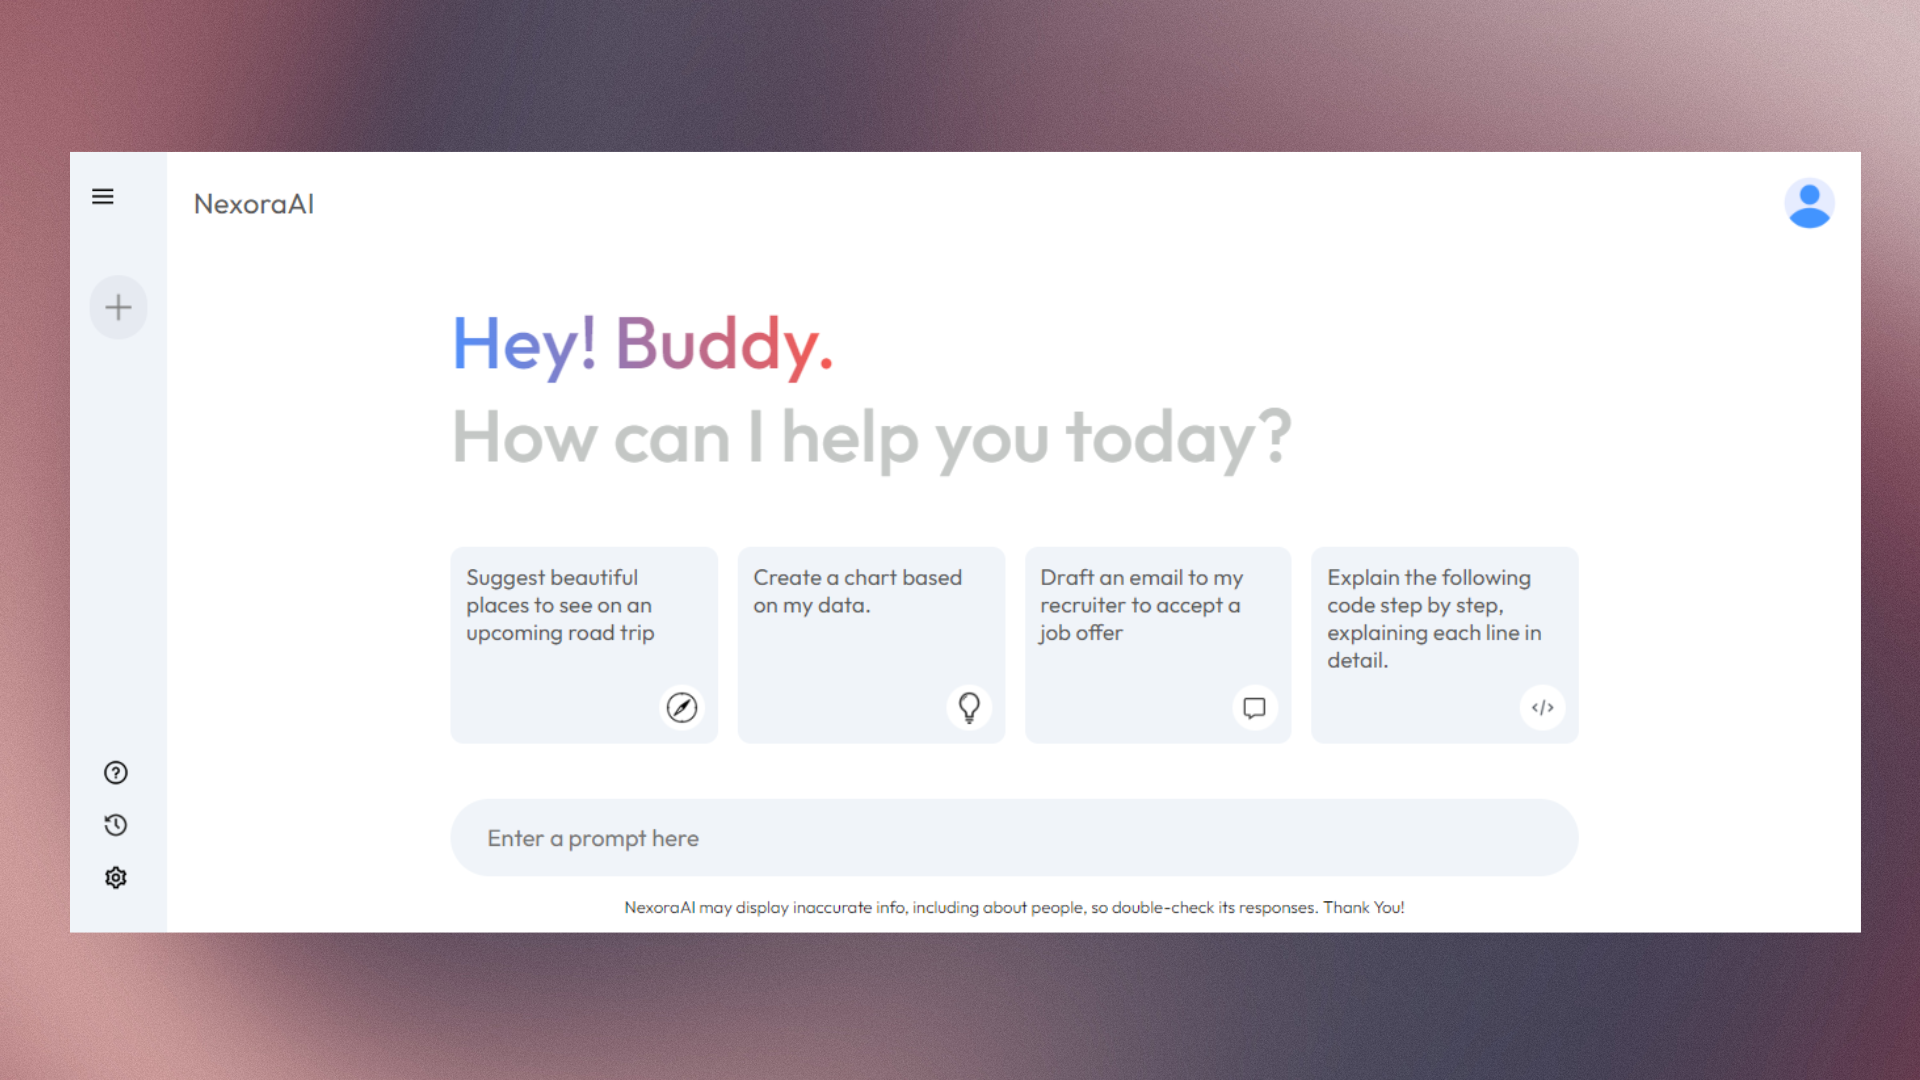 NexoraAI
Hey! Buddy.
How can I help you today?
Suggest beautiful
places to see on an
upcoming road trip
Create a chart based
on my data.
Draft an email to my
recruiter to accept a
job offer
Explain the following
code step by step,
explaining each line in
detail.
Enter a prompt here
NexoraAI may display inaccurate info, including about people, so double-check its responses. Thank You!